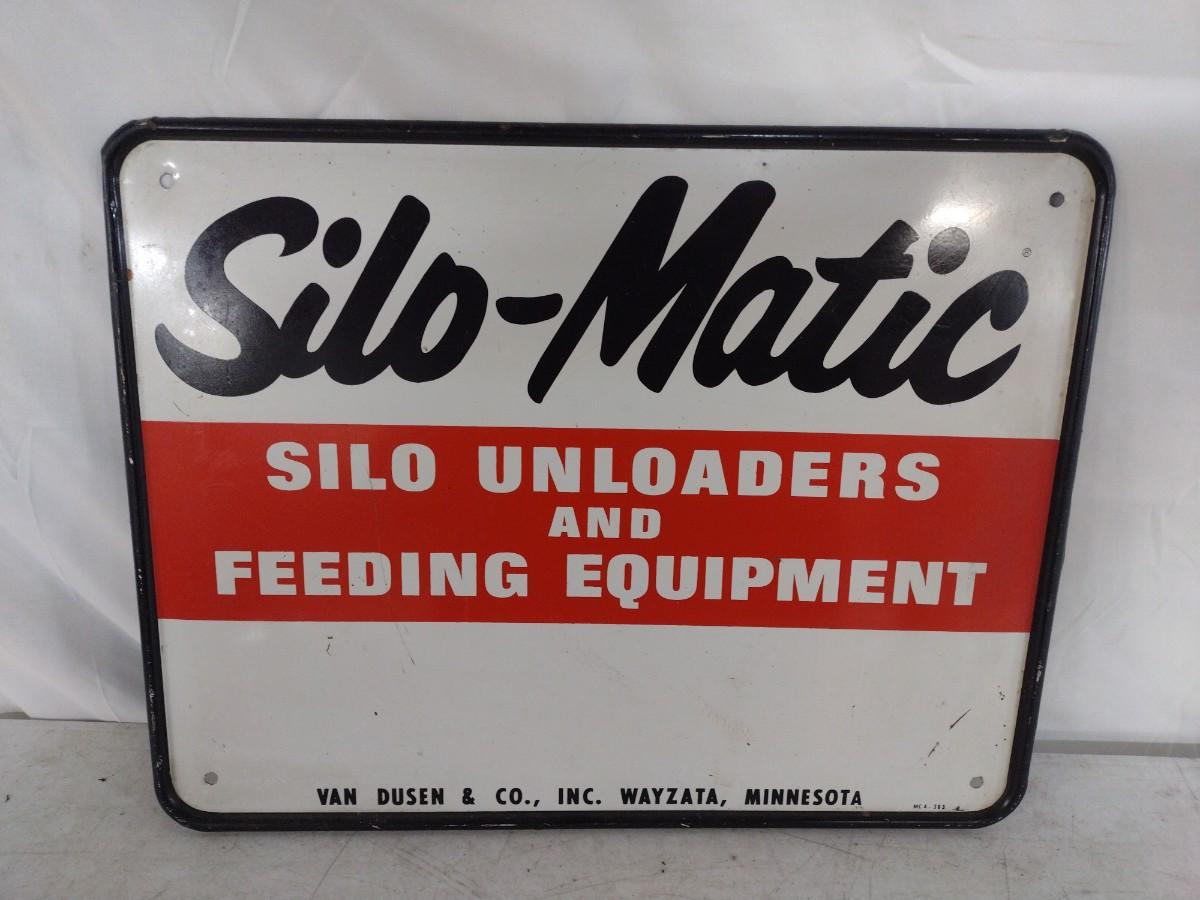 Silo-Matic ®
SILO UNLOADERS
AND
FEEDING EQUIPMENT
VAN DUSEN & CO., INC. WAYZATA, MINNESOTA